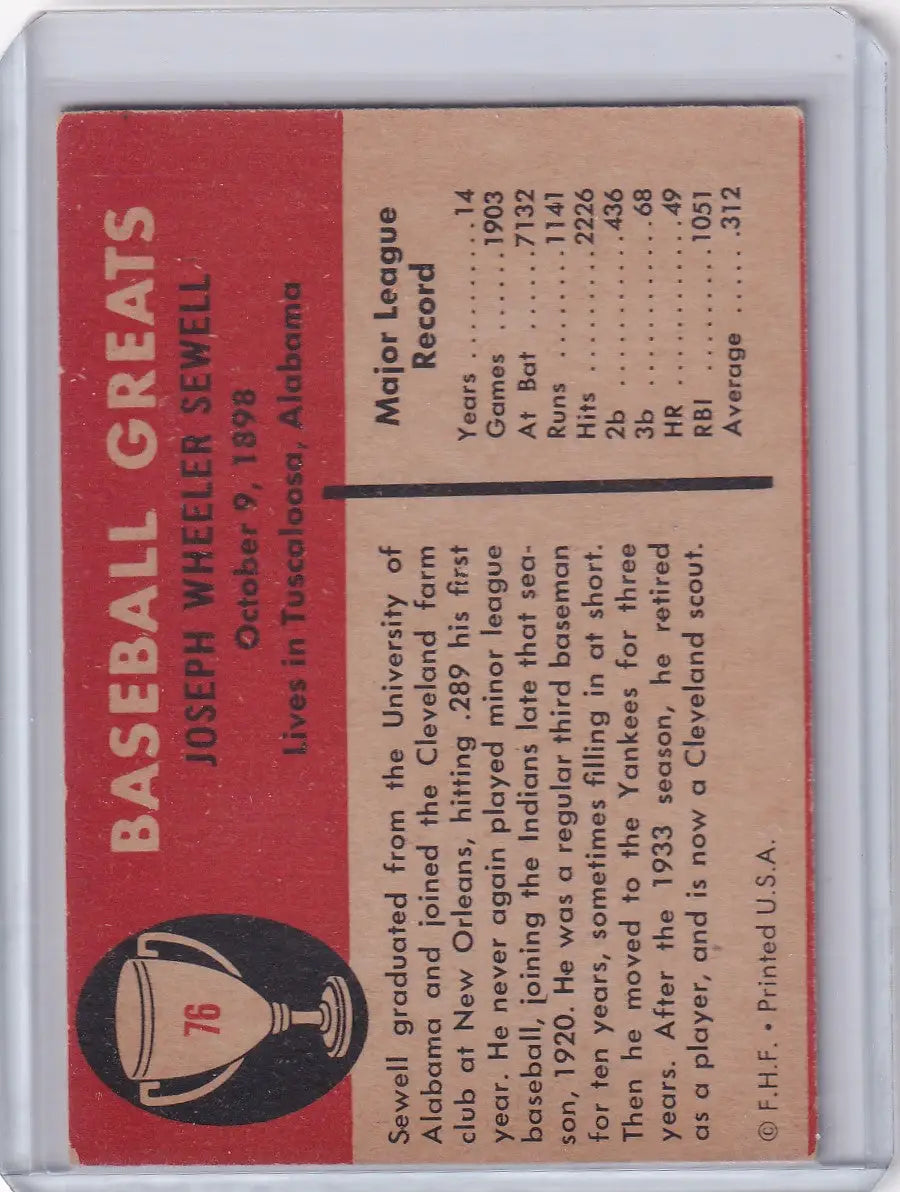 BASEBALL GREATS
JOSEPH WHEELER SEWELL
October 9, 1898
Lives in Tuscaloosa, Alabama
76
Sewell graduated from the University of
Alabama and joined the Cleveland farm
club at New Orleans, hitting .289 his first
year. He never again played minor league
baseball, joining the Indians late that sea-
son, 1920. He was a regular third baseman
for ten years, sometimes filling in at short.
Then he moved to the Yankees for three
years. After the 1933 season, he retired
as a player, and is now a Cleveland scout.
© F.H.F. • Printed U.S.A.
Major League
Record
Years.........14
Games.......1903
At Bat ......7132
Runs ........1141
Hits .........2226
2b ..........436
3b ...........68
HR ...........49
RBI .........1051
Average .....312